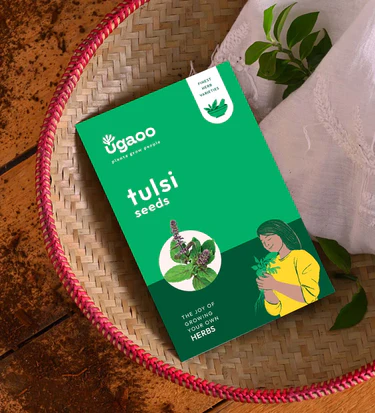 FINEST
HERB
VARIETIES
ugaoo
plants grow people
tulsi
seeds
THE JOY OF
GROWING
YOUR OWN
HERBS